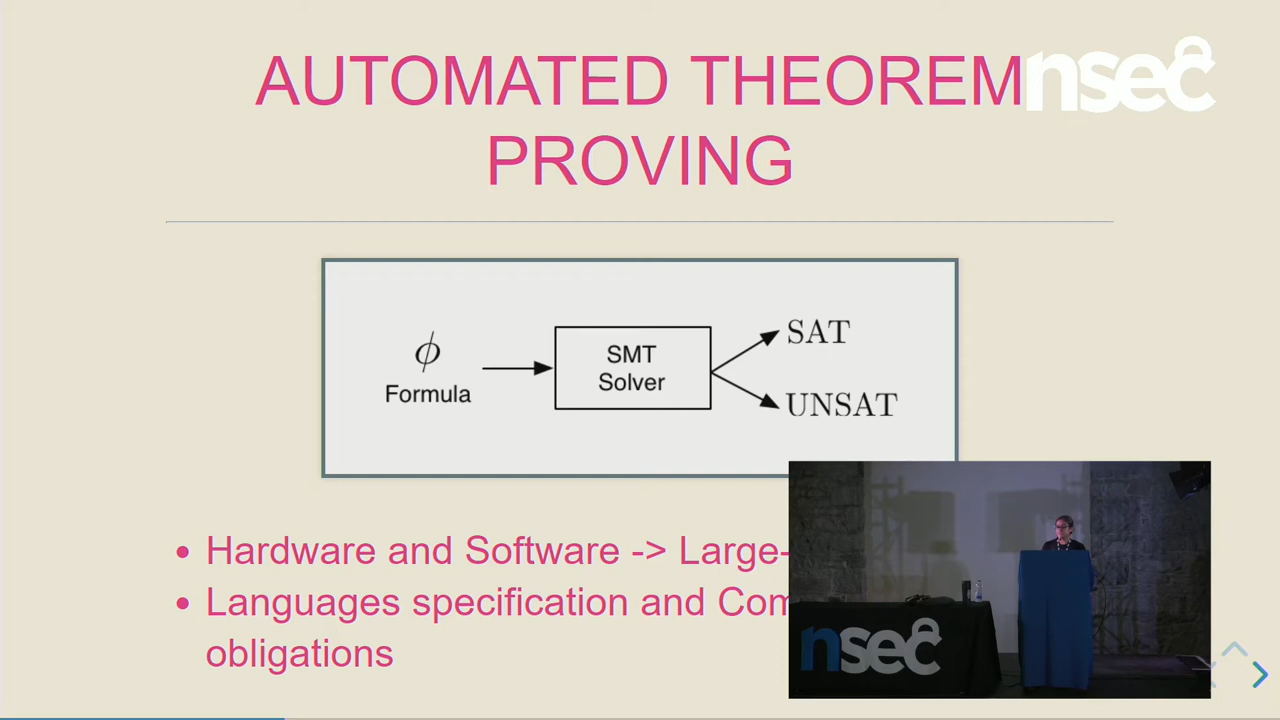 AUTOMATED THEOREM
PROVING
nsec
ϕ
Formula
SMT
Solver
SAT
UNSAT
• Hardware and Software -> Large-
• Languages specification and Com
obligations
nsec